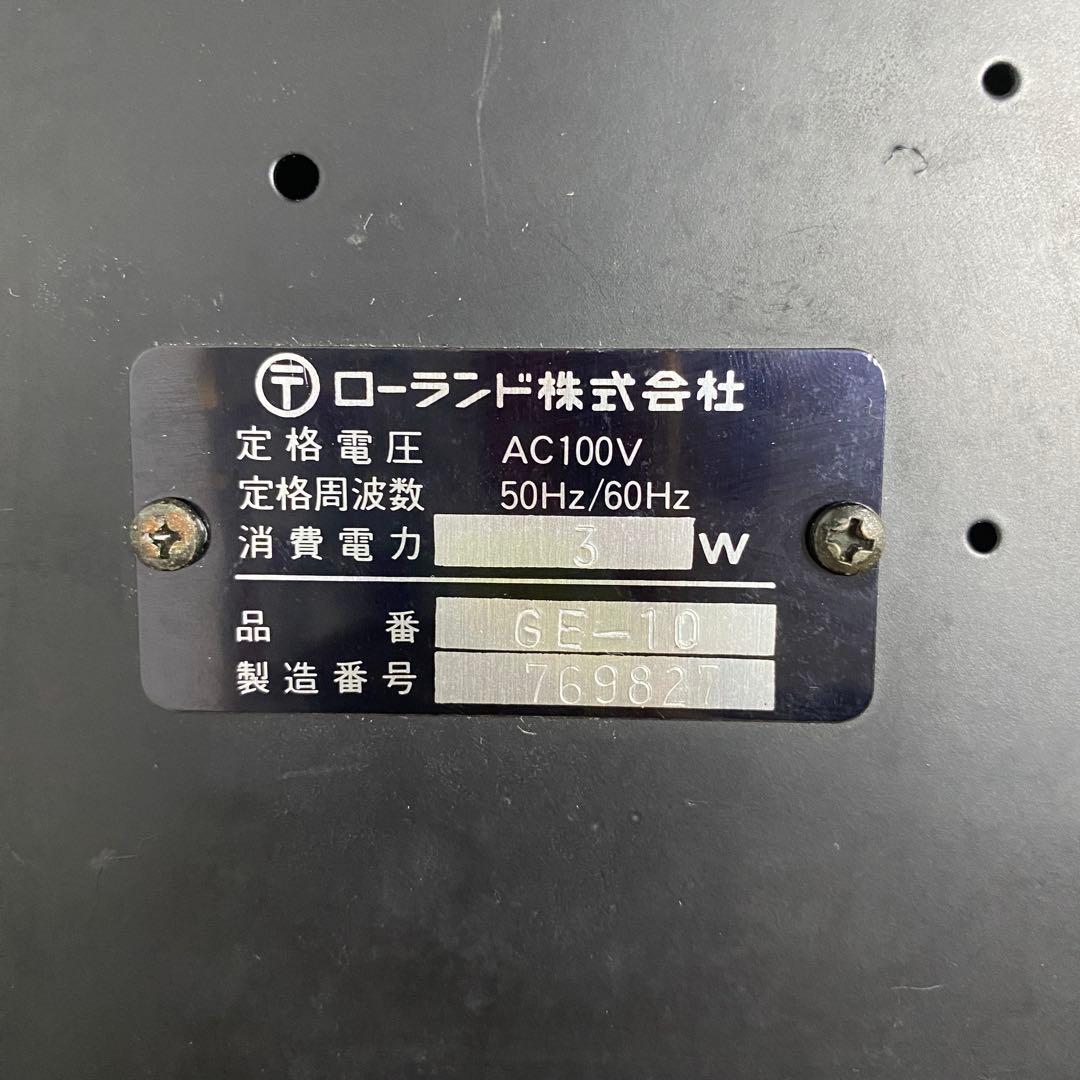 〒 ローランド株式会社
定格電圧 AC100V
定格周波数 50Hz/60Hz
消費電力 3 W
品番 GE-10
製造番号 769827